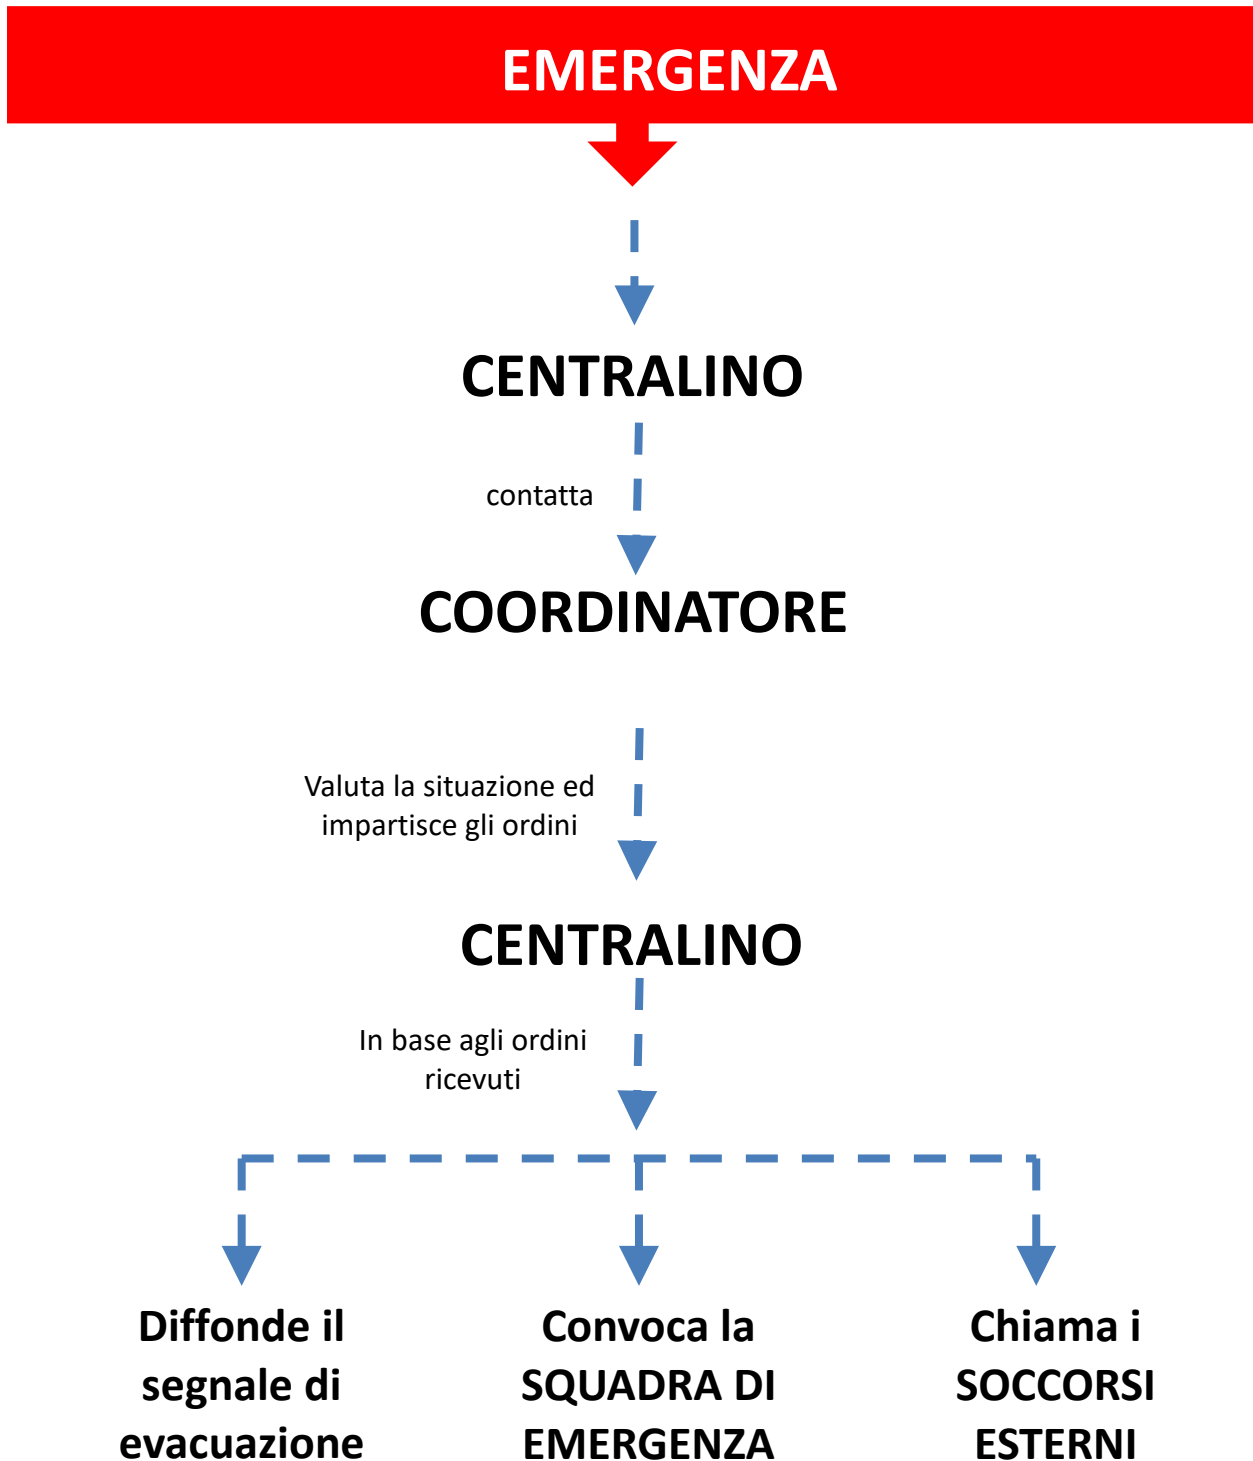 EMERGENZA
CENTRALINO
contatta
COORDINATORE
Valuta la situazione ed
impartisce gli ordini
CENTRALINO
In base agli ordini
ricevuti
Diffonde il
segnale di
evacuazione
Convoca la
SQUADRA DI
EMERGENZA
Chiama i
SOCCORSI
ESTERNI